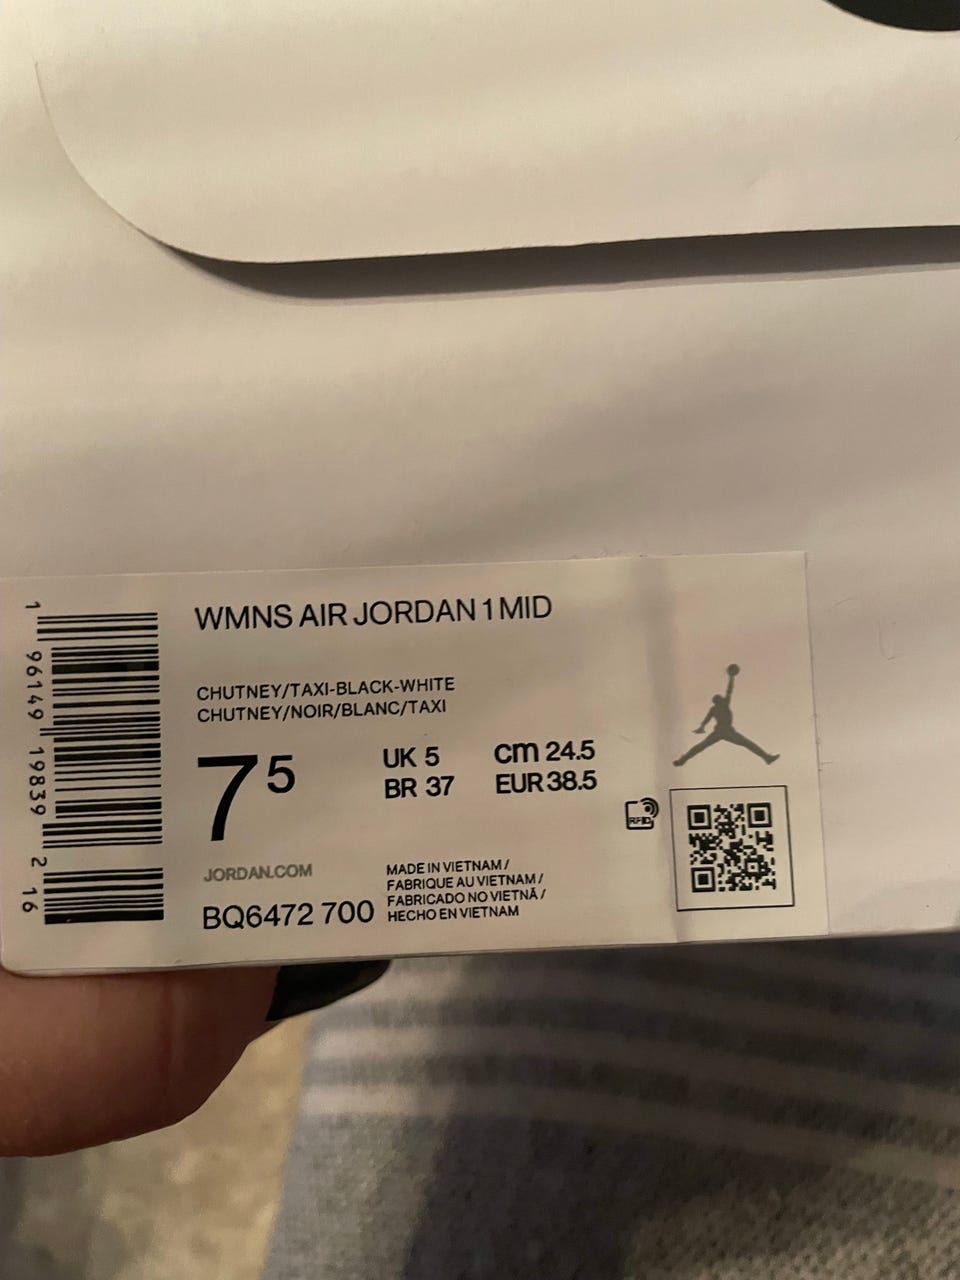 WMNS AIR JORDAN 1 MID
CHUTNEY/TAXI-BLACK-WHITE
CHUTNEY/NOIR/BLANC/TAXI
7 5
UK 5
BR 37
cm 24.5
EUR 38.5
RFID
JORDAN.COM
BQ6472 700
MADE IN VIETNAM /
FABRIQUE AU VIETNAM /
FABRICADO NO VIETNÃ /
HECHO EN VIETNAM
1 96149 19839 2 16